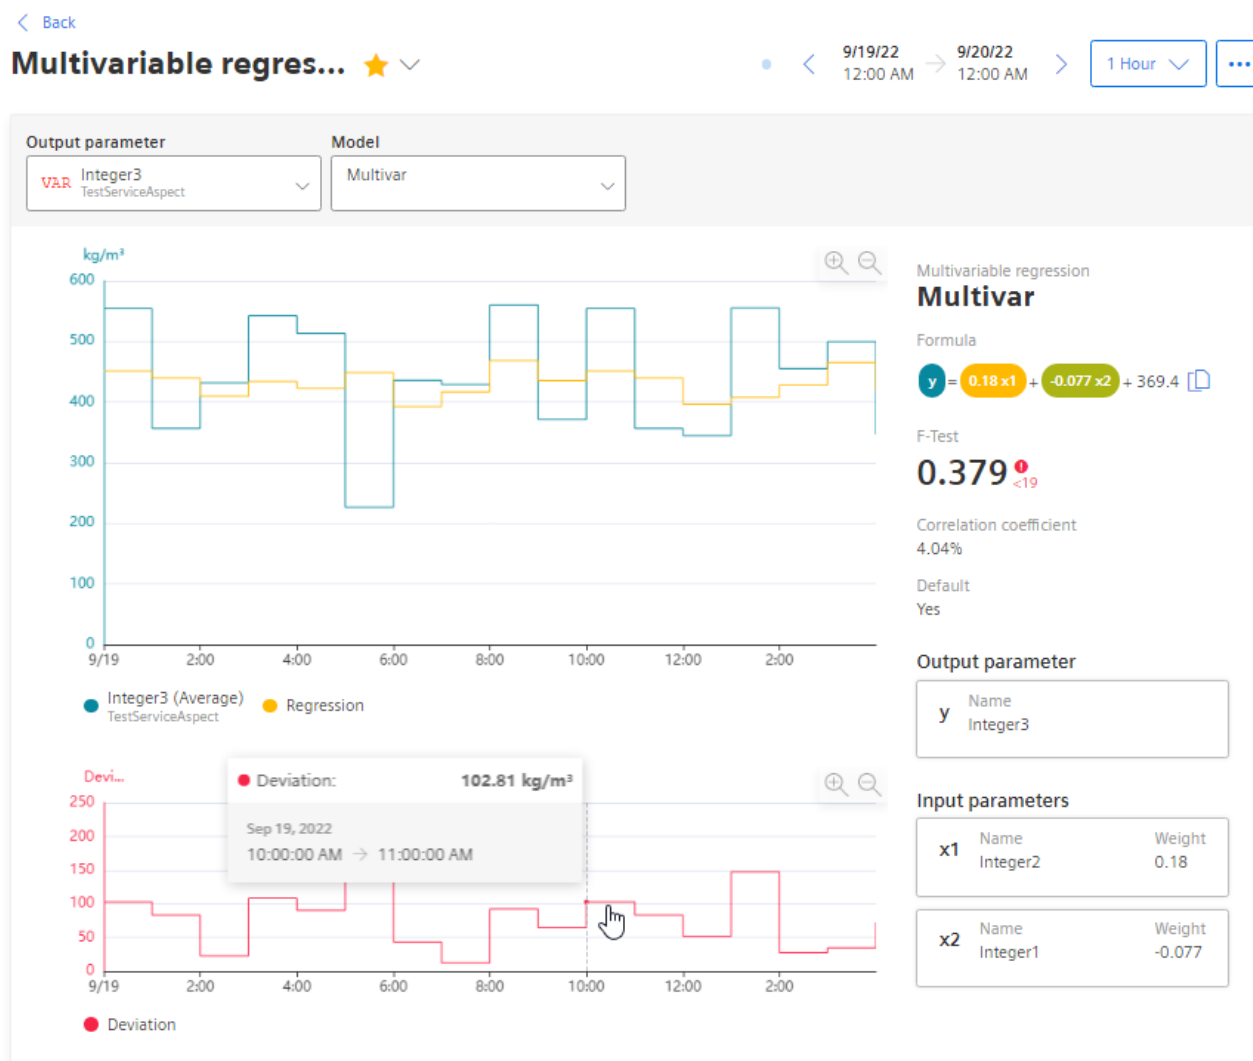 Back
Multivariable regres...
9/19/22
12:00 AM
9/20/22
12:00 AM
1 Hour
Output parameter
VAR Integer3
TestServiceAspect
Model
Multivar
kg/m³
600
500
400
300
200
100
0
9/19 2:00 4:00 6:00 8:00 10:00 12:00 2:00
Integer3 (Average)
TestServiceAspect
Regression
Devi...
250
200
150
100
50
0
9/19 2:00 4:00 6:00 8:00 10:00 12:00 2:00
Deviation
Deviation: 102.81 kg/m³
Sep 19, 2022
10:00:00 AM → 11:00:00 AM
Multivariable regression
Multivar
Formula
y = 0.18 x1 + -0.077 x2 + 369.4
F-Test
0.379
<19
Correlation coefficient
4.04%
Default
Yes
Output parameter
y Name
Integer3
Input parameters
x1 Name Weight
Integer2 0.18
x2 Name Weight
Integer1 -0.077